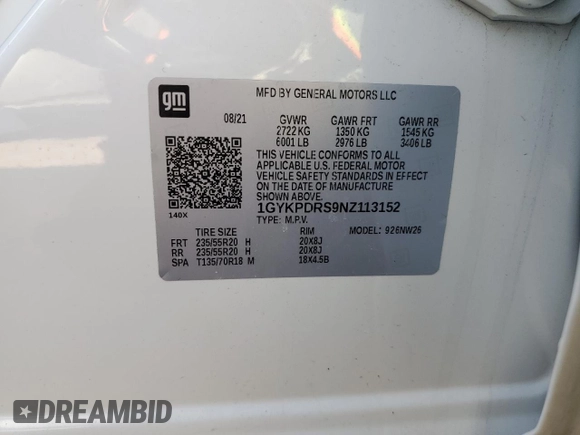 gm
MFD BY GENERAL MOTORS LLC
08/21 GVWR GAWR FRT GAWR RR
2722 KG 1350 KG 1545 KG
6001 LB 2976 LB 3406 LB
THIS VEHICLE CONFORMS TO ALL
APPLICABLE U.S. FEDERAL MOTOR
VEHICLE SAFETY STANDARDS IN EFFECT
ON THE DATE OF MANUFACTURE
SHOWN ABOVE.
140X
1GYKPDRS9NZ113152
TYPE: M.P.V. MODEL: 926NW26
TIRE SIZE RIM
FRT 235/55R20 H 20X8J
RR 235/55R20 H 20X8J
SPA T135/70R18 M 18X4.5B
DREAMBID